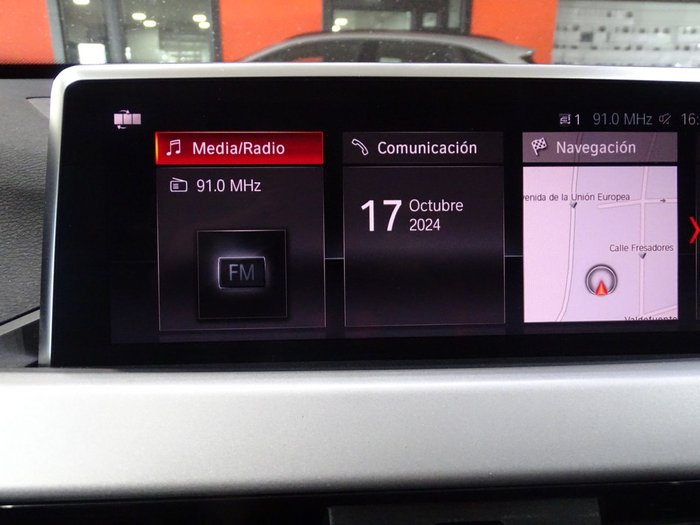 1 91.0 MHz 16:
Media/Radio
Comunicación
Navegación
91.0 MHz
FM
17 Octubre
2024
venida de la Unión Europea
Calle Fresadores
Valdefuente